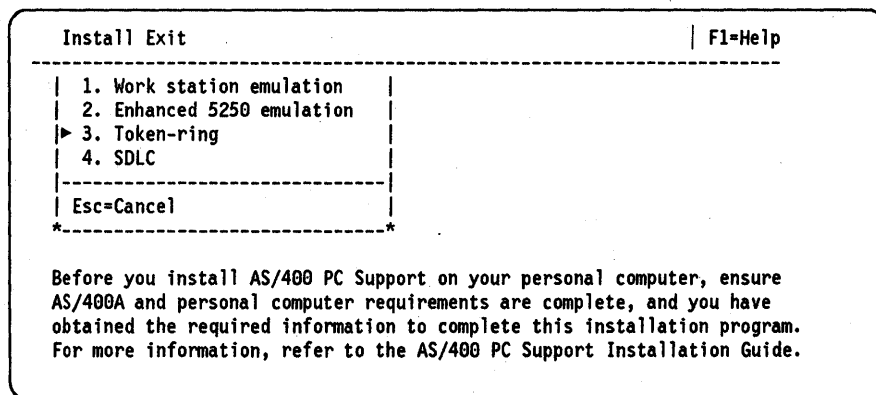 Install Exit | F1=Help
--------------------------------------------------------------------------
| 1. Work station emulation |
| 2. Enhanced 5250 emulation |
|► 3. Token-ring |
| 4. SDLC |
|-------------------------------|
| Esc=Cancel |
*-------------------------------*
Before you install AS/400 PC Support on your personal computer, ensure
AS/400A and personal computer requirements are complete, and you have
obtained the required information to complete this installation program.
For more information, refer to the AS/400 PC Support Installation Guide.